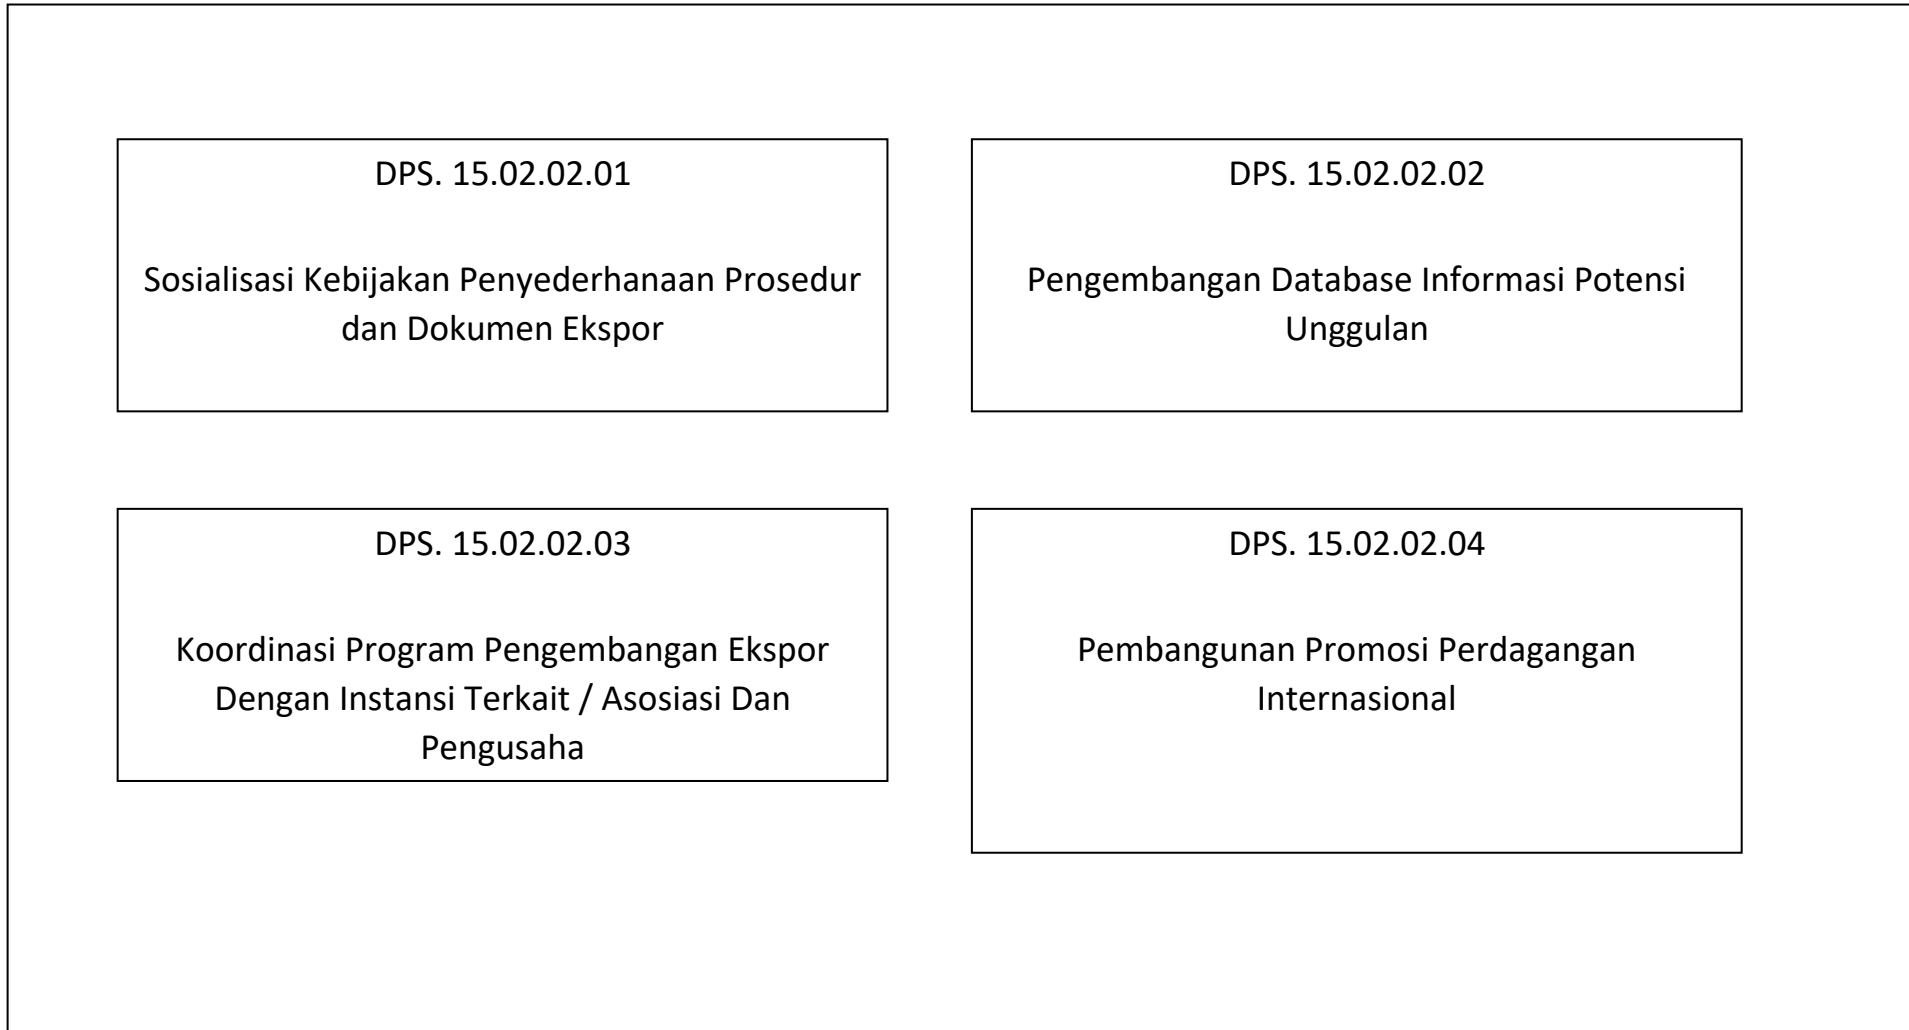 DPS. 15.02.02.01
Sosialisasi Kebijakan Penyederhanaan Prosedur
dan Dokumen Ekspor
DPS. 15.02.02.02
Pengembangan Database Informasi Potensi
Unggulan
DPS. 15.02.02.03
Koordinasi Program Pengembangan Ekspor
Dengan Instansi Terkait / Asosiasi Dan
Pengusaha
DPS. 15.02.02.04
Pembangunan Promosi Perdagangan
Internasional